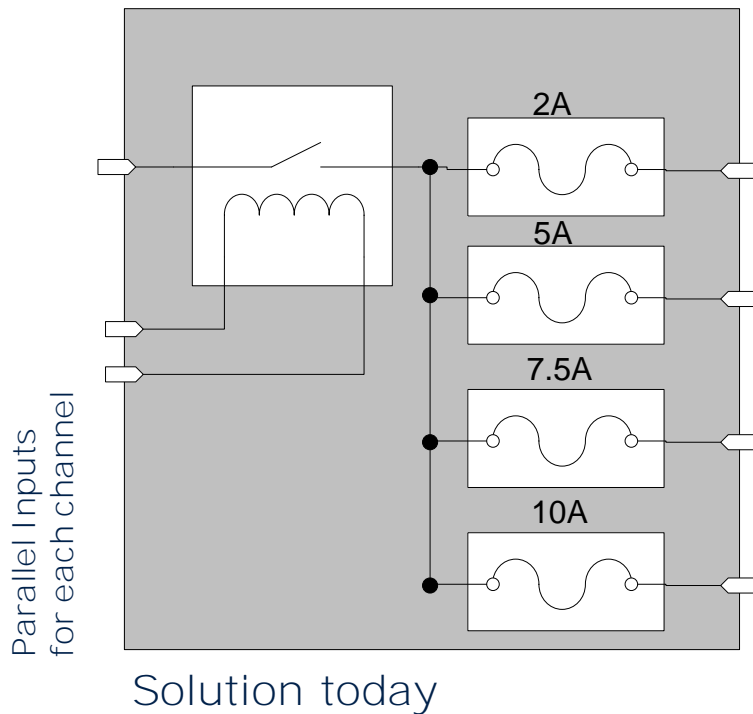 2A
5A
7.5A
10A
Parallel Inputs
for each channel
Solution today